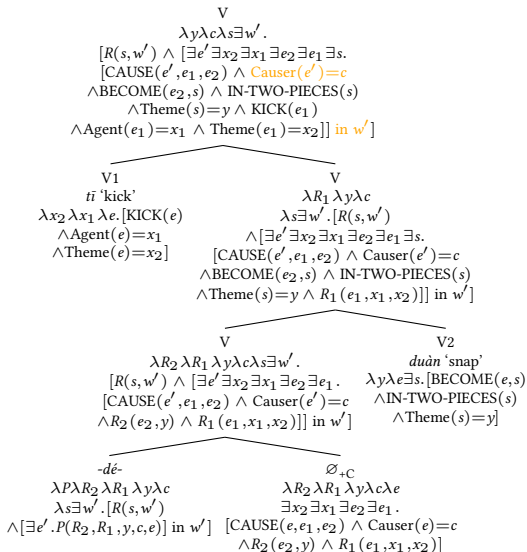 V
λyλcλs∃w′.
[R(s,w′) ∧ [∃e′∃x₂∃x₁∃e₂∃e₁∃s.
[CAUSE(e′,e₁,e₂) ∧ Causer(e′)=c
∧BECOME(e₂,s) ∧ IN-TWO-PIECES(s)
∧Theme(s)=y ∧ KICK(e₁)
∧Agent(e₁)=x₁ ∧ Theme(e₁)=x₂]] in w′]
V1
tī ‘kick’
λx₂λx₁λe.[KICK(e)
∧Agent(e)=x₁
∧Theme(e)=x₂]
V
λR₁λyλc
λs∃w′.[R(s,w′)
∧[∃e′∃x₂∃x₁∃e₂∃e₁∃s.
[CAUSE(e′,e₁,e₂) ∧ Causer(e′)=c
∧BECOME(e₂,s) ∧ IN-TWO-PIECES(s)
∧Theme(s)=y ∧ R₁(e₁,x₁,x₂)]] in w′]
V
λR₂λR₁λyλcλs∃w′.
[R(s,w′) ∧ [∃e′∃x₂∃x₁∃e₂∃e₁.
[CAUSE(e′,e₁,e₂) ∧ Causer(e′)=c
∧R₂(e₂,y) ∧ R₁(e₁,x₁,x₂)]] in w′]
V2
duàn ‘snap’
λyλe∃s.[BECOME(e,s)
∧IN-TWO-PIECES(s)
∧Theme(s)=y]
-dé-
λPλR₂λR₁λyλc
λs∃w′.[R(s,w′)
∧[∃e′.P(R₂,R₁,y,c,e)] in w′]
∅₊C
λR₂λR₁λyλcλe
∃x₂∃x₁∃e₂∃e₁.
[CAUSE(e,e₁,e₂) ∧ Causer(e)=c
∧R₂(e₂,y) ∧ R₁(e₁,x₁,x₂)]